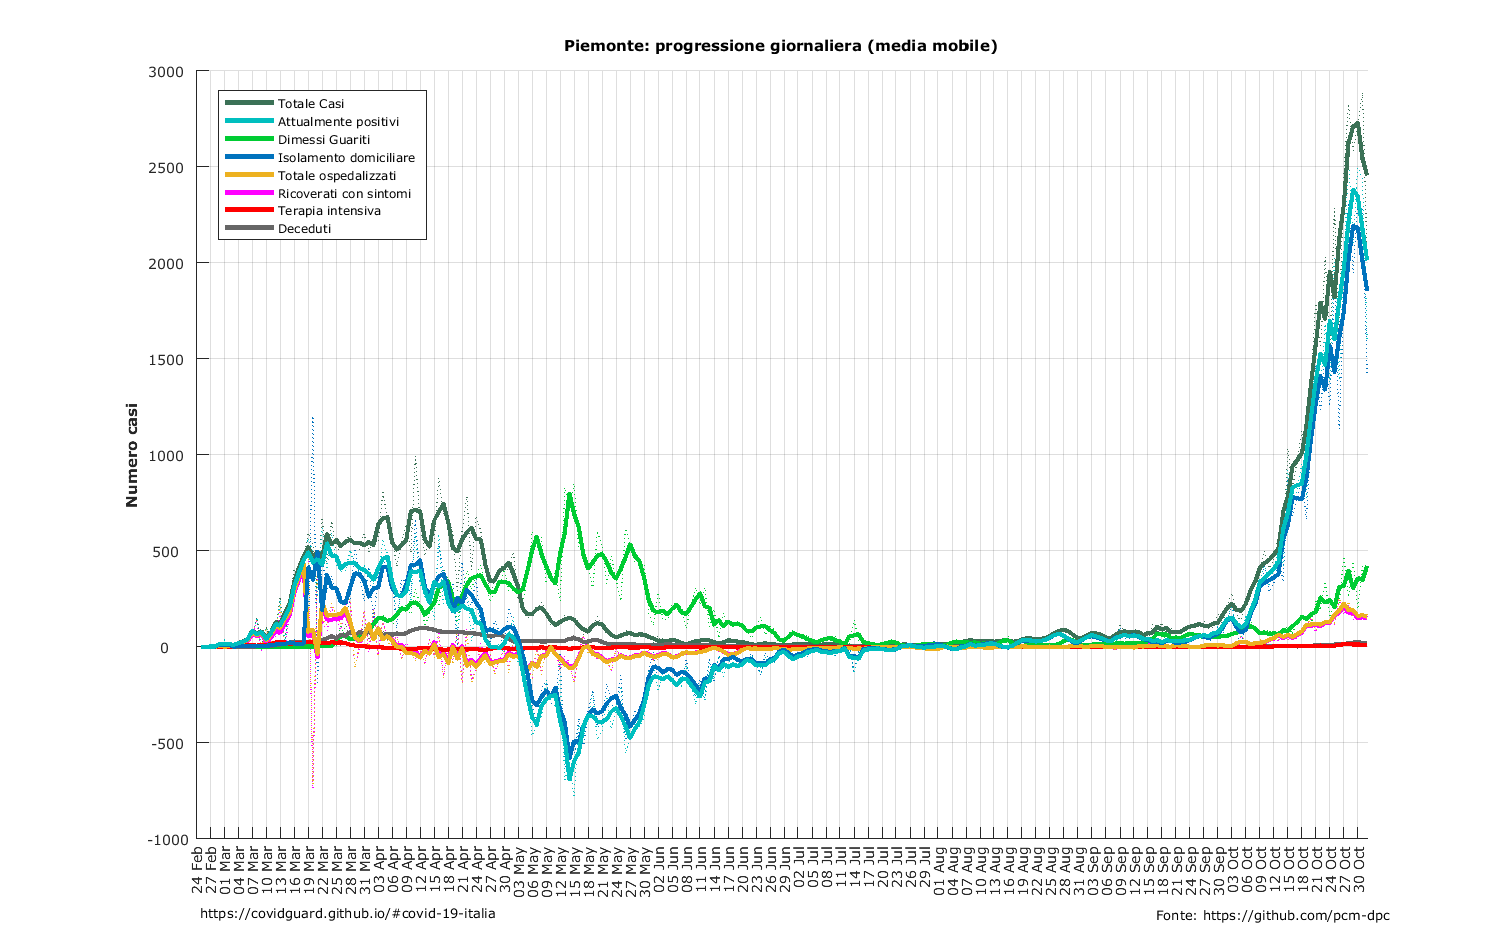 Piemonte: progressione giornaliera (media mobile)
3000
2500
2000
1500
1000
500
0
-500
-1000
Numero casi
Totale Casi
Attualmente positivi
Dimessi Guariti
Isolamento domiciliare
Totale ospedalizzati
Ricoverati con sintomi
Terapia intensiva
Deceduti
24 Feb
27 Feb
01 Mar
04 Mar
07 Mar
10 Mar
13 Mar
16 Mar
19 Mar
22 Mar
25 Mar
28 Mar
31 Mar
03 Apr
06 Apr
09 Apr
12 Apr
15 Apr
18 Apr
21 Apr
24 Apr
27 Apr
30 Apr
03 May
06 May
09 May
12 May
15 May
18 May
21 May
24 May
27 May
30 May
02 Jun
05 Jun
08 Jun
11 Jun
14 Jun
17 Jun
20 Jun
23 Jun
26 Jun
29 Jun
02 Jul
05 Jul
08 Jul
11 Jul
14 Jul
17 Jul
20 Jul
23 Jul
26 Jul
29 Jul
01 Aug
04 Aug
07 Aug
10 Aug
13 Aug
16 Aug
19 Aug
22 Aug
25 Aug
28 Aug
31 Aug
03 Sep
06 Sep
09 Sep
12 Sep
15 Sep
18 Sep
21 Sep
24 Sep
27 Sep
30 Sep
03 Oct
06 Oct
09 Oct
12 Oct
15 Oct
18 Oct
21 Oct
24 Oct
27 Oct
30 Oct
https://covidguard.github.io/#covid-19-italia
Fonte: https://github.com/pcm-dpc